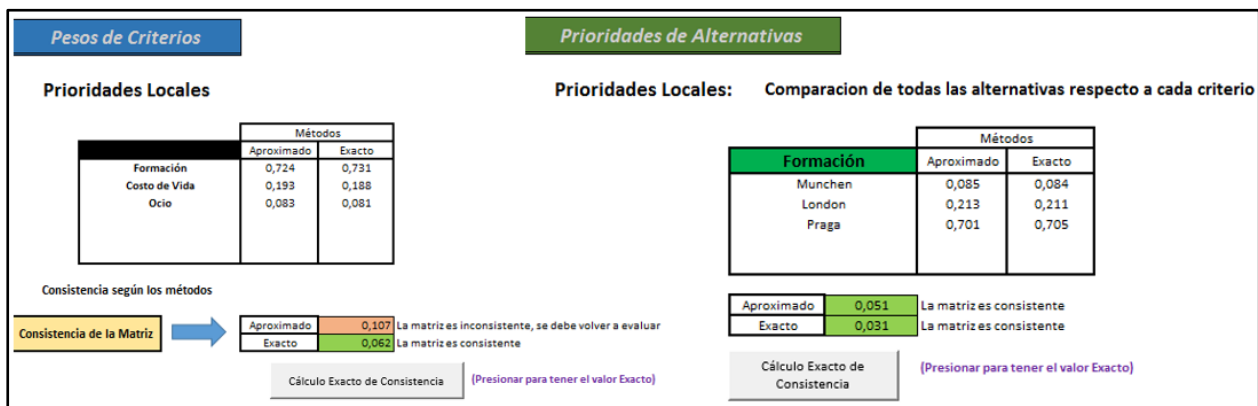 Pesos de Criterios
Prioridades Locales
Métodos
Aproximado Exacto
Formación 0,724 0,731
Costo de Vida 0,193 0,188
Ocio 0,083 0,081
Consistencia según los métodos
Consistencia de la Matriz
Aproximado 0,107 La matriz es inconsistente, se debe volver a evaluar
Exacto 0,062 La matriz es consistente
Cálculo Exacto de Consistencia (Presionar para tener el valor Exacto)
Prioridades de Alternativas
Prioridades Locales: Comparacion de todas las alternativas respecto a cada criterio
Métodos
Formación Aproximado Exacto
Munchen 0,085 0,084
London 0,213 0,211
Praga 0,701 0,705
Aproximado 0,051 La matriz es consistente
Exacto 0,031 La matriz es consistente
Cálculo Exacto de
Consistencia
(Presionar para tener el valor Exacto)